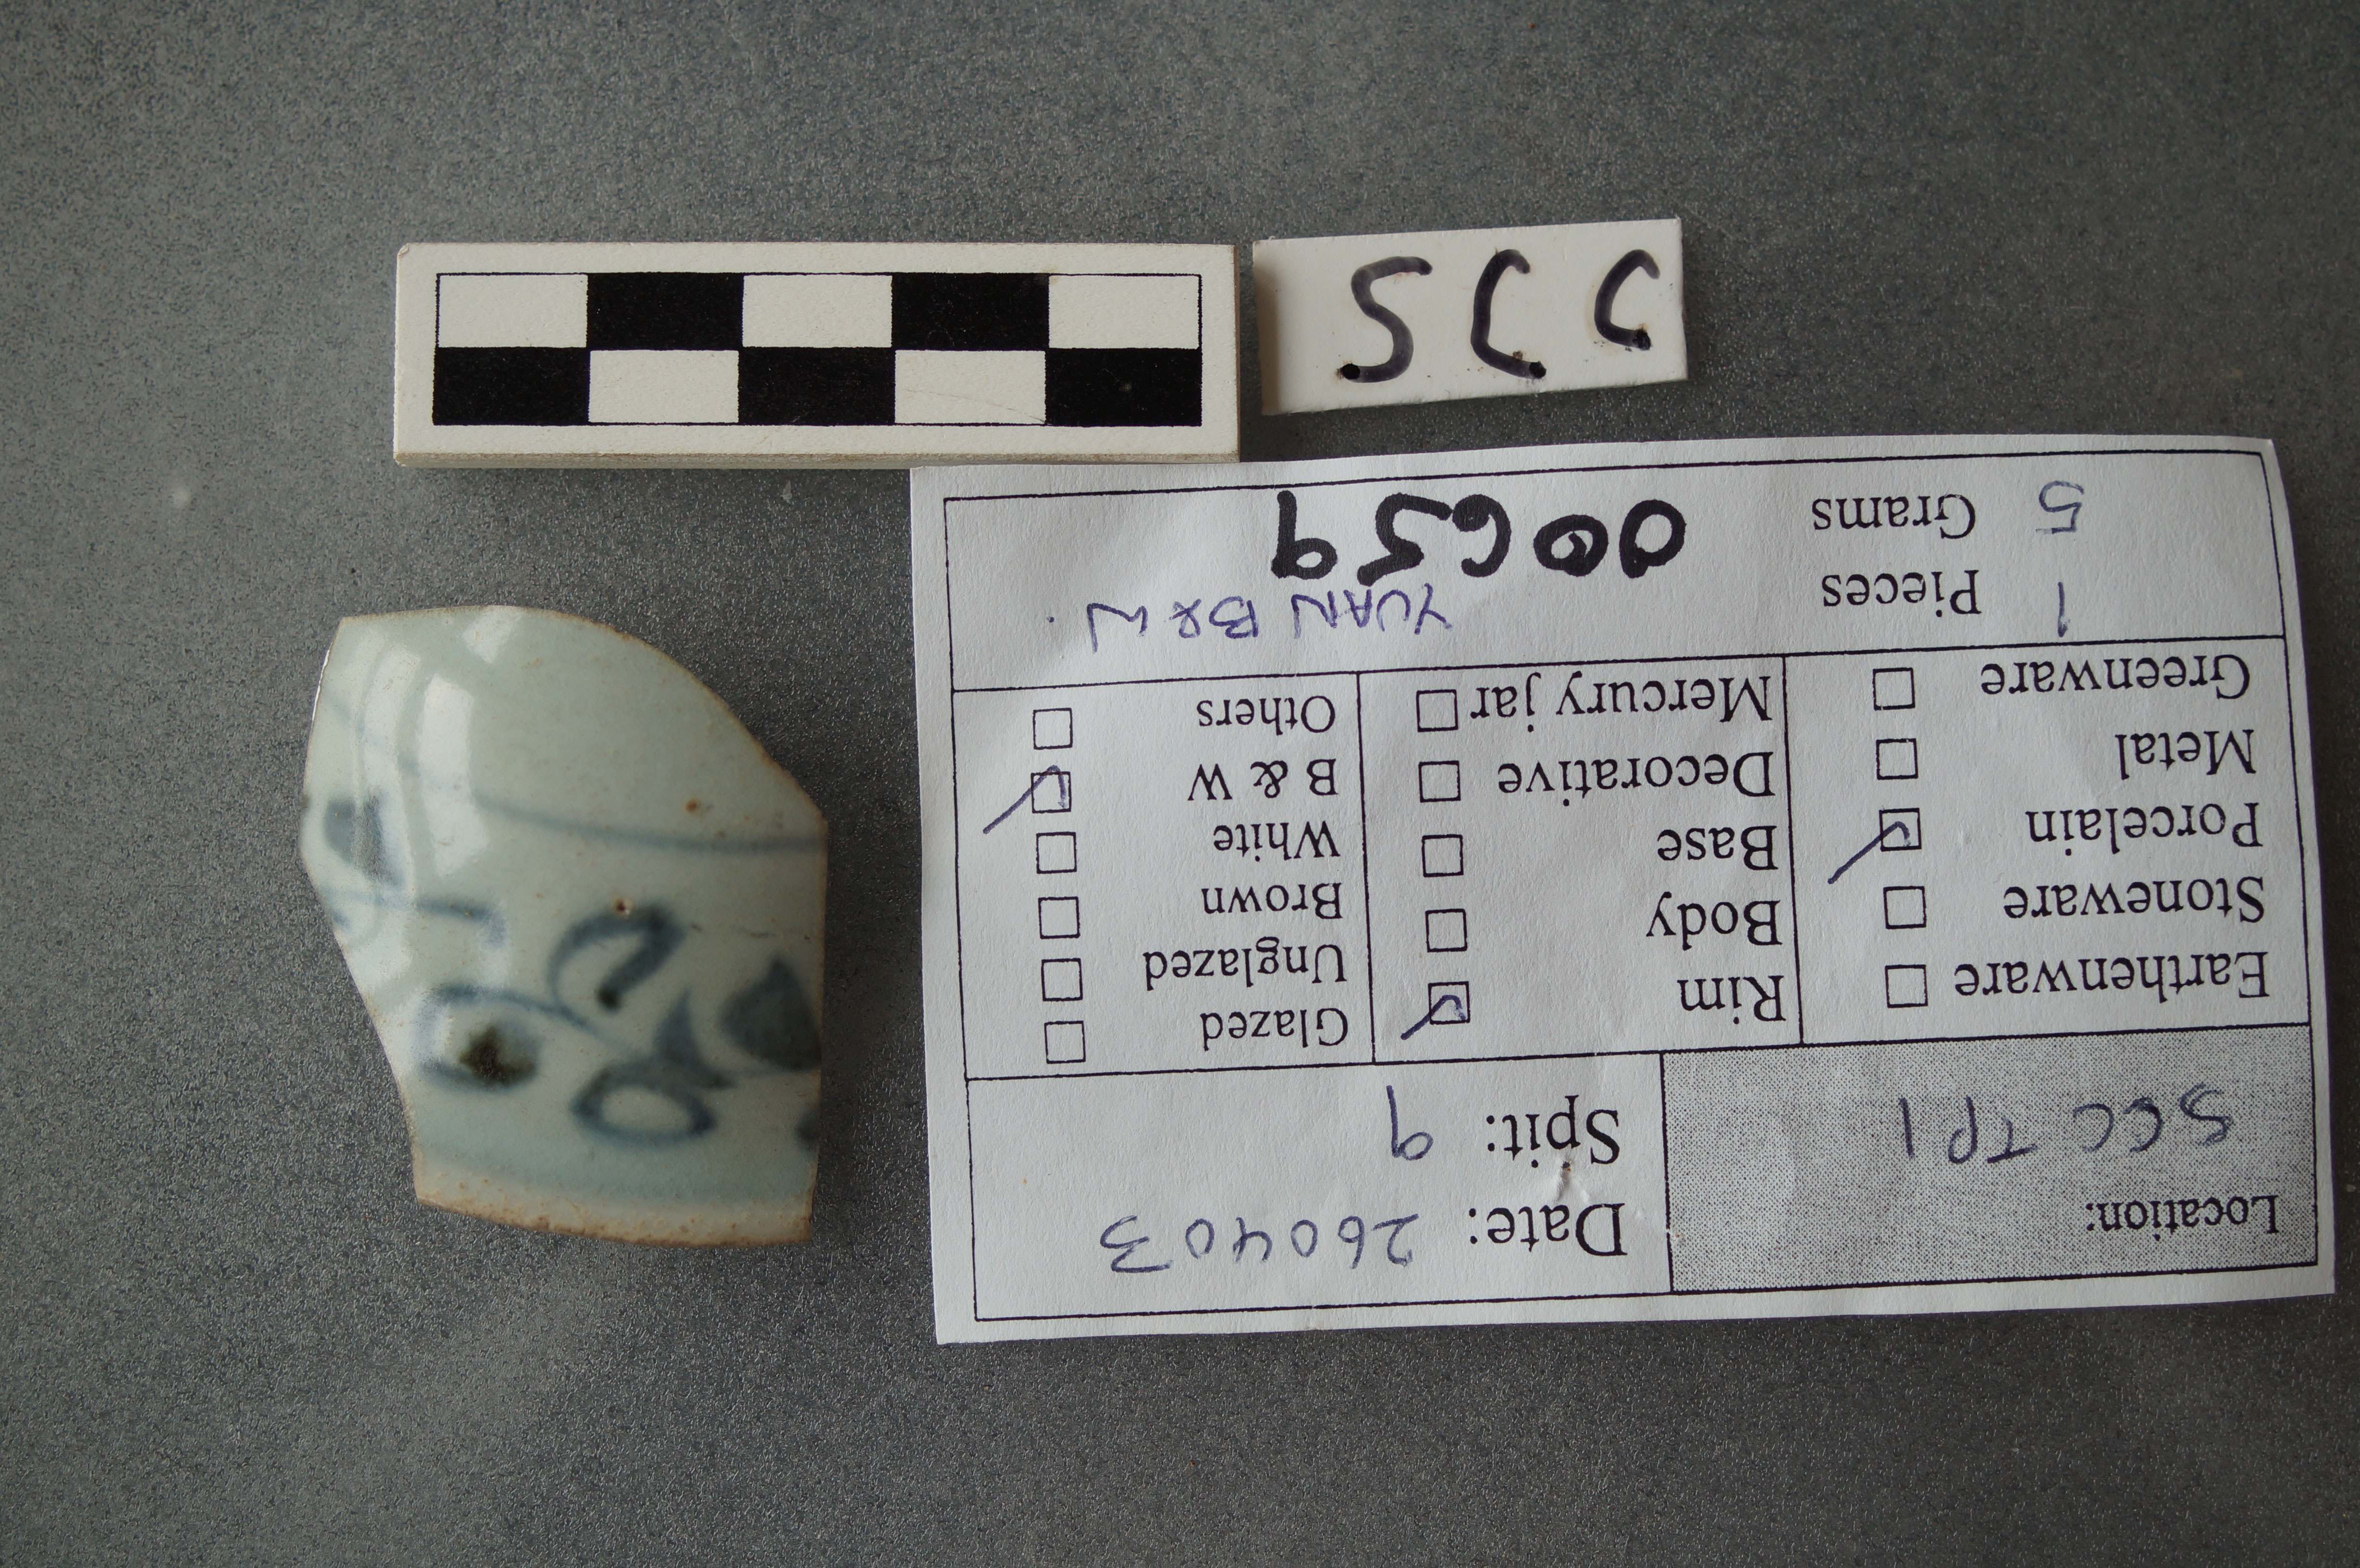 SCC
Location:
SCC TP1
Date: 260403
Spit: 9
Earthenware
Stoneware
Porcelain
Metal
Greenware
Rim
Body
Base
Decorative
Mercury jar
Glazed
Unglazed
Brown
White
B & W
Others
1 Pieces
5 Grams
YUAN B&W.
00659